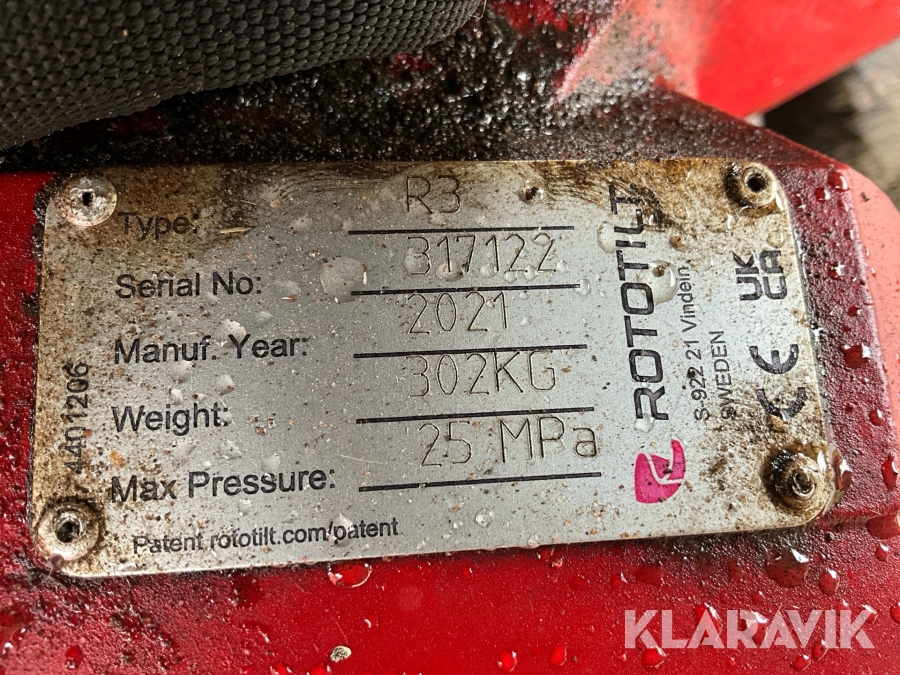 Type: R3
Serial No: 317122
Manuf. Year: 2021
Weight: 302KG
Max Pressure: 25 MPa
Patent rototilt.com/patent
4401206
ROTOTILT
S-922 21 Vindeln
SWEDEN
UK
CA
CE
KLARAVIK